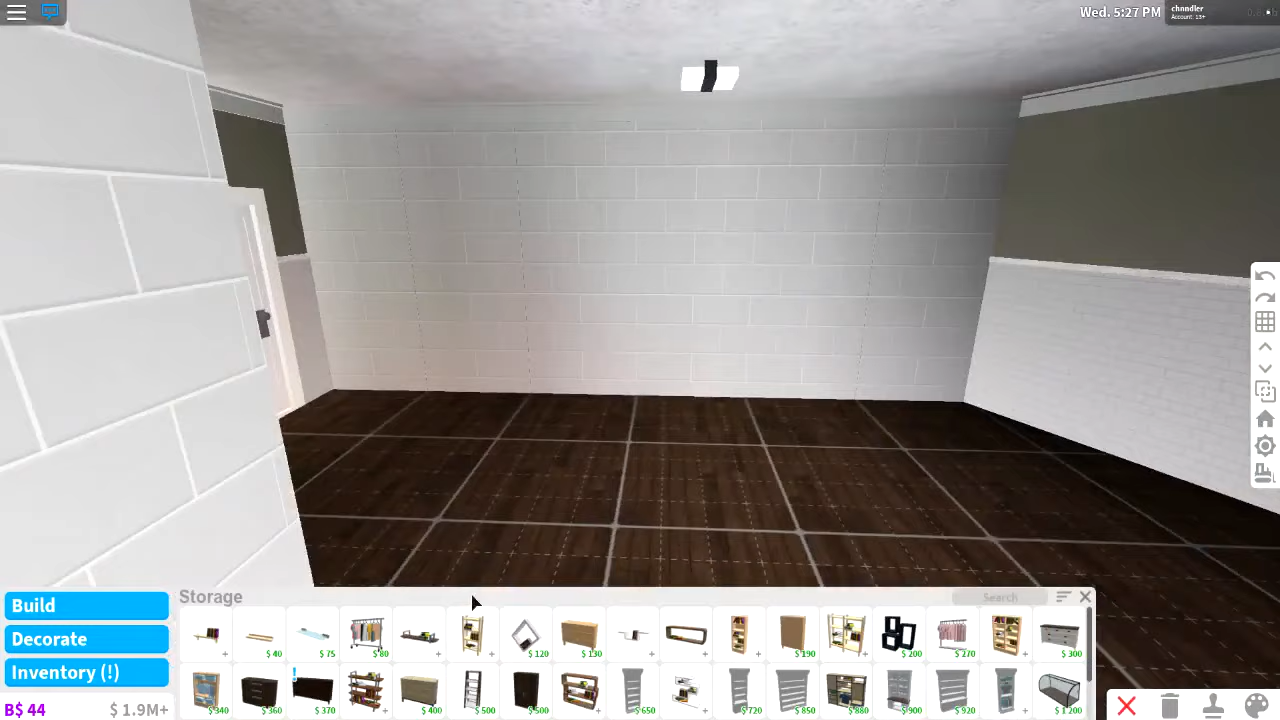 Wed. 5:27 PM
chnndler
Account: 13+
Build
Decorate
Inventory (!)
B$ 44
$ 1.9M+
Storage
Search
$ 40
$ 75
$ 80
$ 120
$ 130
$ 190
$ 200
$ 270
$ 300
$ 340
$ 360
$ 370
$ 400
$ 500
$ 500
$ 650
$ 720
$ 850
$ 880
$ 900
$ 920
$ 1 200